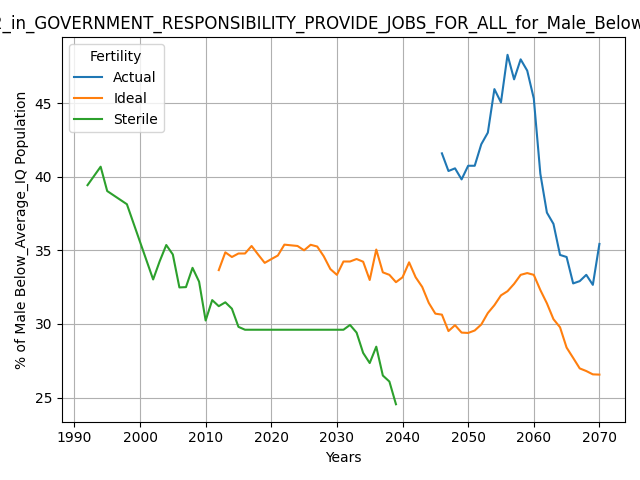 _in_GOVERNMENT_RESPONSIBILITY_PROVIDE_JOBS_FOR_ALL_for_Male_Below
Fertility
Actual
Ideal
Sterile
% of Male Below_Average_IQ Population
45
40
35
30
25
1990 2000 2010 2020 2030 2040 2050 2060 2070
Years